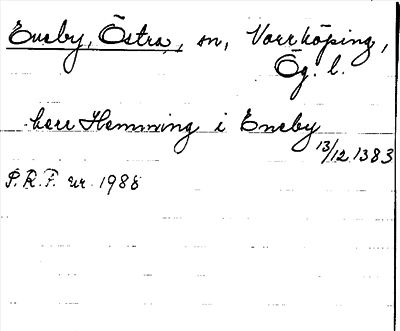 Eneby, Östra, sn, Norrköping,
Ög. l.
herr Hemming i Eneby
13/12 1383
S.R.P. nr 1988